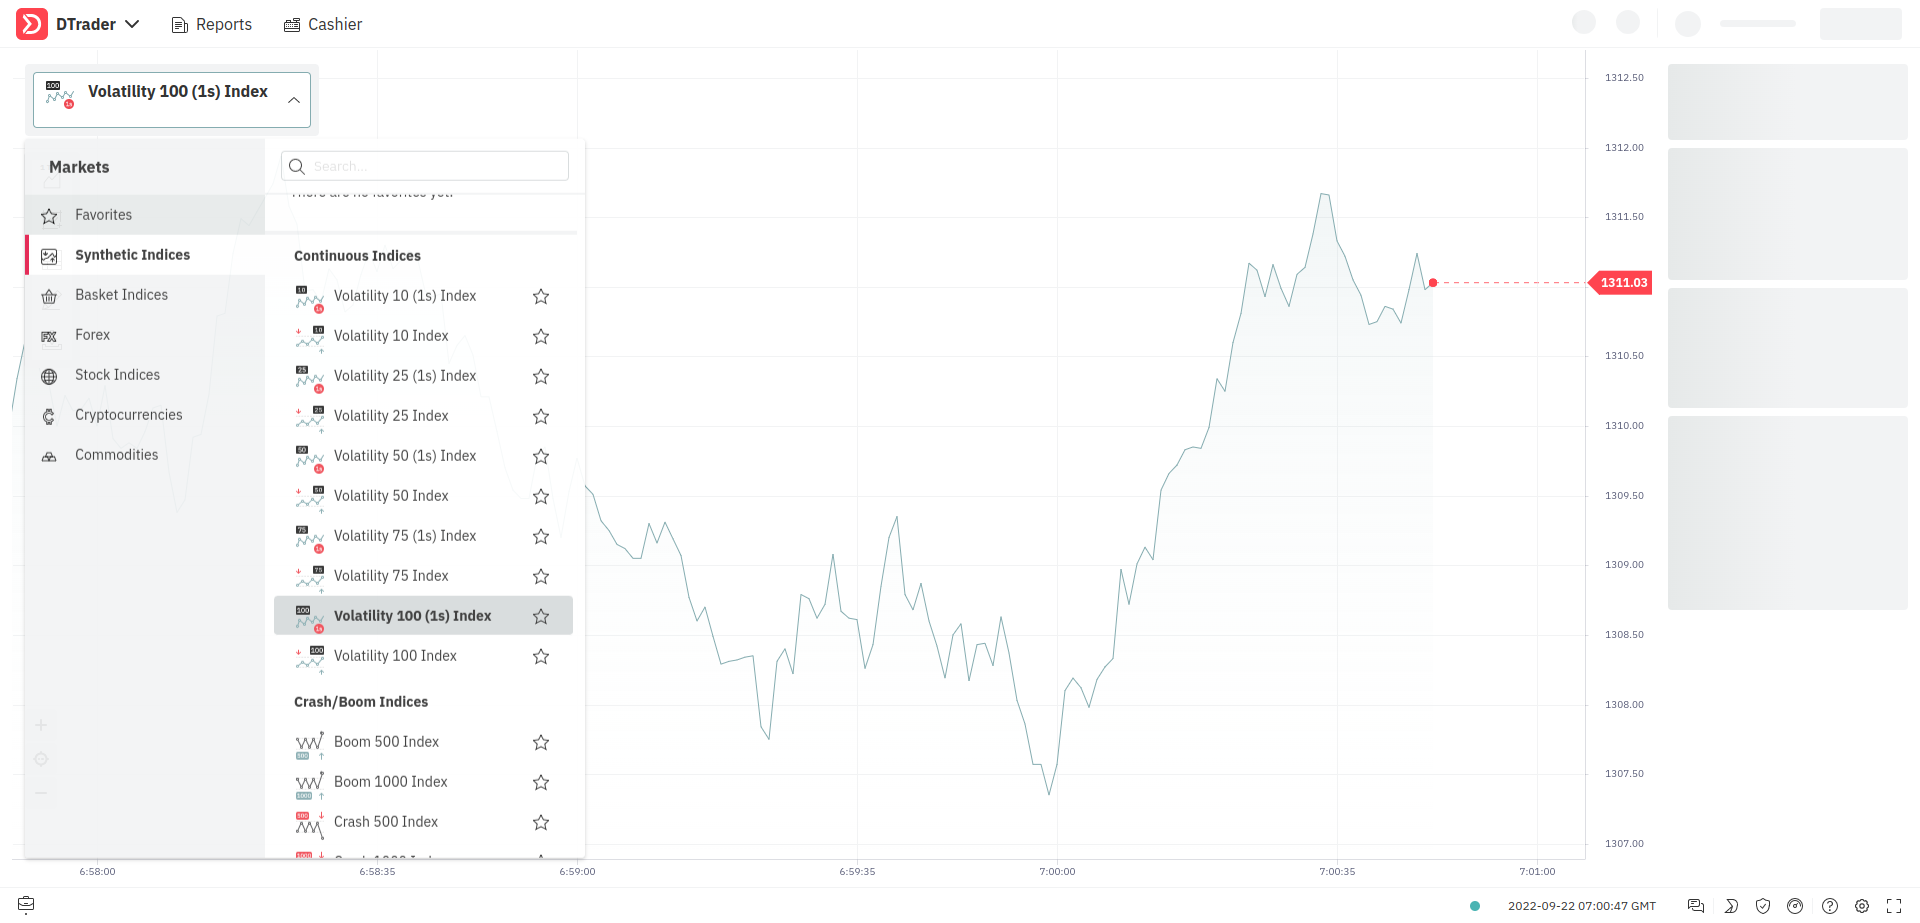 DTrader
Reports
Cashier
Volatility 100 (1s) Index
Markets
Search...
Favorites
Synthetic Indices
Basket Indices
Forex
Stock Indices
Cryptocurrencies
Commodities
There are no favorites yet.
Continuous Indices
Volatility 10 (1s) Index
Volatility 10 Index
Volatility 25 (1s) Index
Volatility 25 Index
Volatility 50 (1s) Index
Volatility 50 Index
Volatility 75 (1s) Index
Volatility 75 Index
Volatility 100 (1s) Index
Volatility 100 Index
Crash/Boom Indices
Boom 500 Index
Boom 1000 Index
Crash 500 Index
1312.50
1312.00
1311.50
1311.03
1310.50
1310.00
1309.50
1309.00
1308.50
1308.00
1307.50
1307.00
6:58:00
6:58:35
6:59:00
6:59:35
7:00:00
7:00:35
7:01:00
2022-09-22 07:00:47 GMT